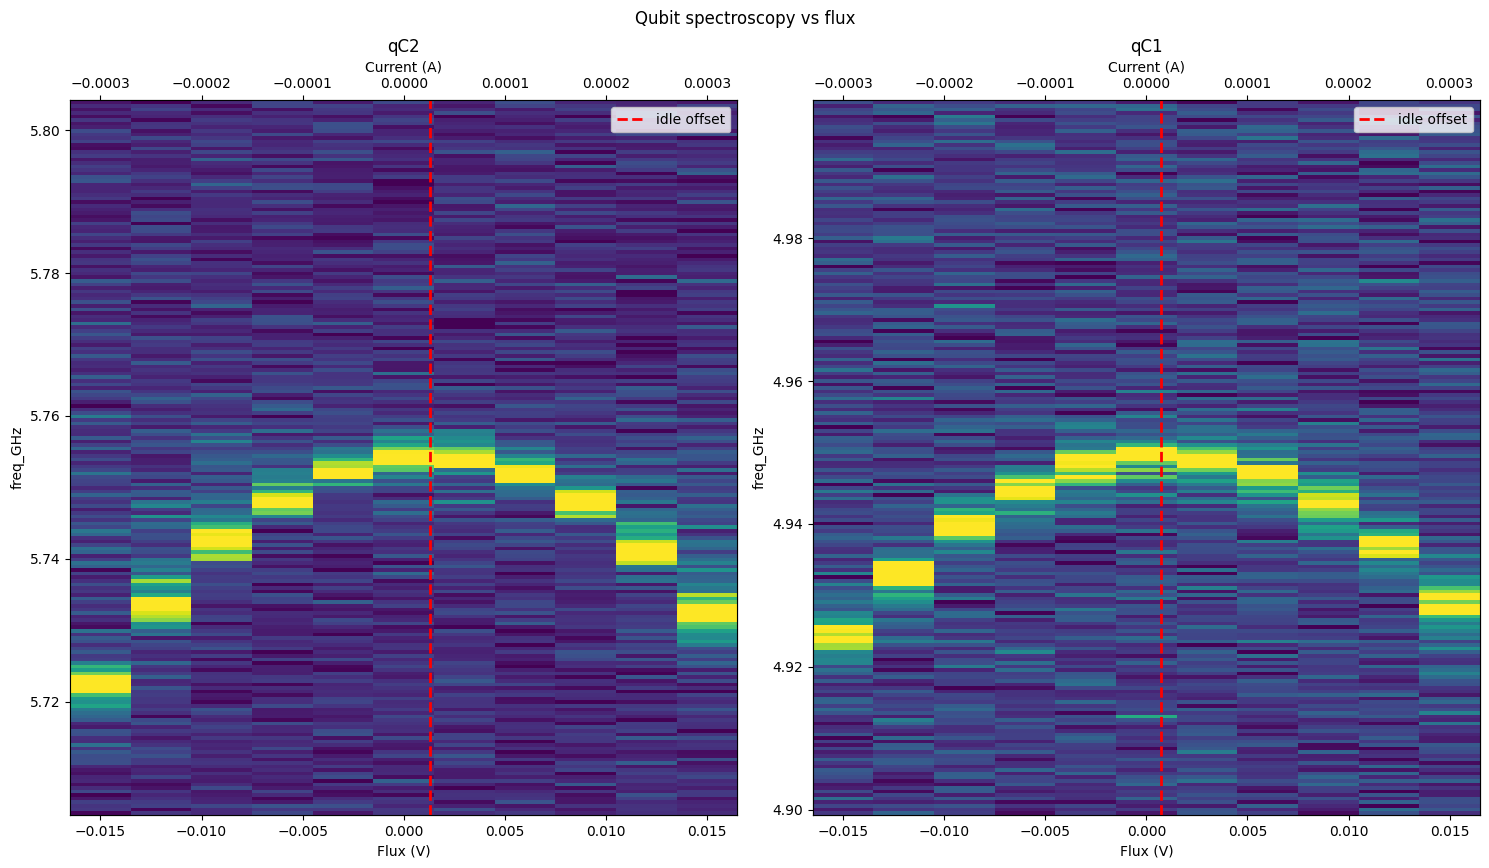 Qubit spectroscopy vs flux
qC2
Current (A)
−0.0003 −0.0002 −0.0001 0.0000 0.0001 0.0002 0.0003
idle offset
5.80
5.78
5.76
5.74
5.72
freq_GHz
−0.015 −0.010 −0.005 0.000 0.005 0.010 0.015
Flux (V)
qC1
Current (A)
−0.0003 −0.0002 −0.0001 0.0000 0.0001 0.0002 0.0003
idle offset
4.98
4.96
4.94
4.92
4.90
freq_GHz
−0.015 −0.010 −0.005 0.000 0.005 0.010 0.015
Flux (V)